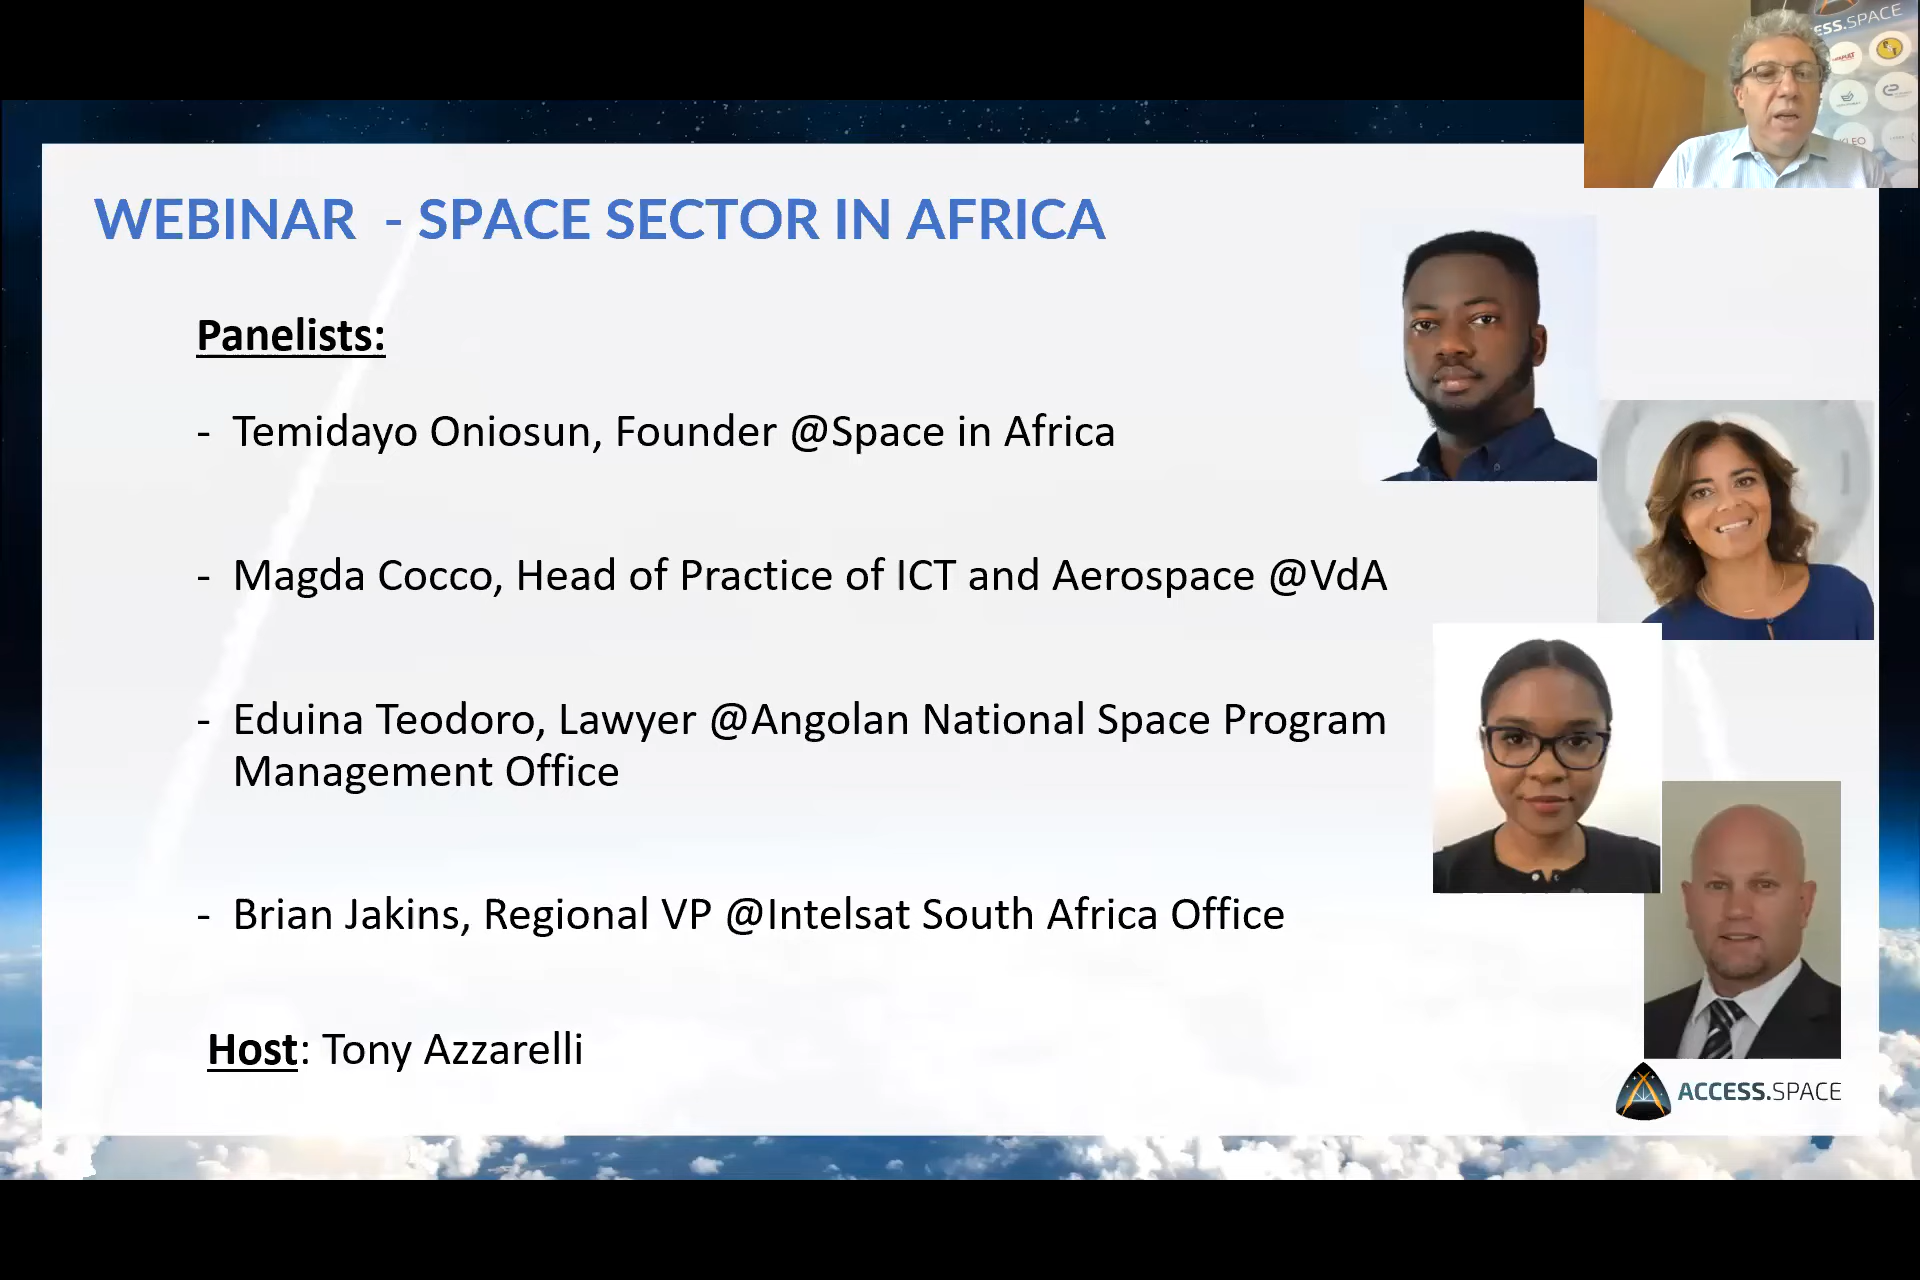 ESS.SPACE
WEBINAR - SPACE SECTOR IN AFRICA
Panelists:
- Temidayo Oniosun, Founder @Space in Africa
- Magda Cocco, Head of Practice of ICT and Aerospace @VdA
- Eduina Teodoro, Lawyer @Angolan National Space Program
Management Office
- Brian Jakins, Regional VP @Intelsat South Africa Office
Host: Tony Azzarelli
ACCESS.SPACE